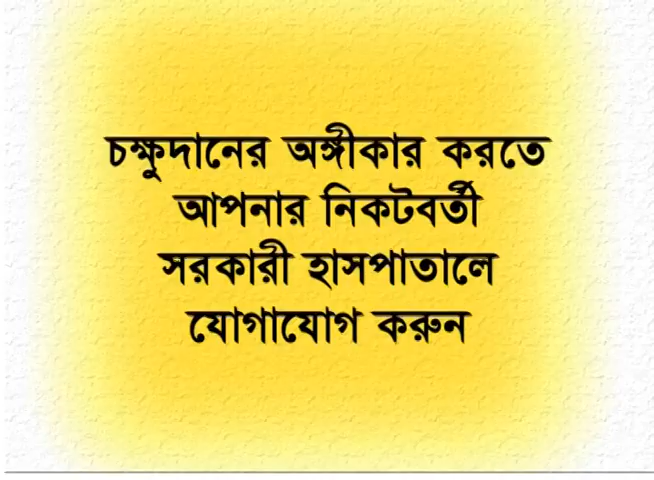 চক্ষুদানের অঙ্গীকার করতে
আপনার নিকটবর্তী
সরকারী হাসপাতালে
যোগাযোগ করুন